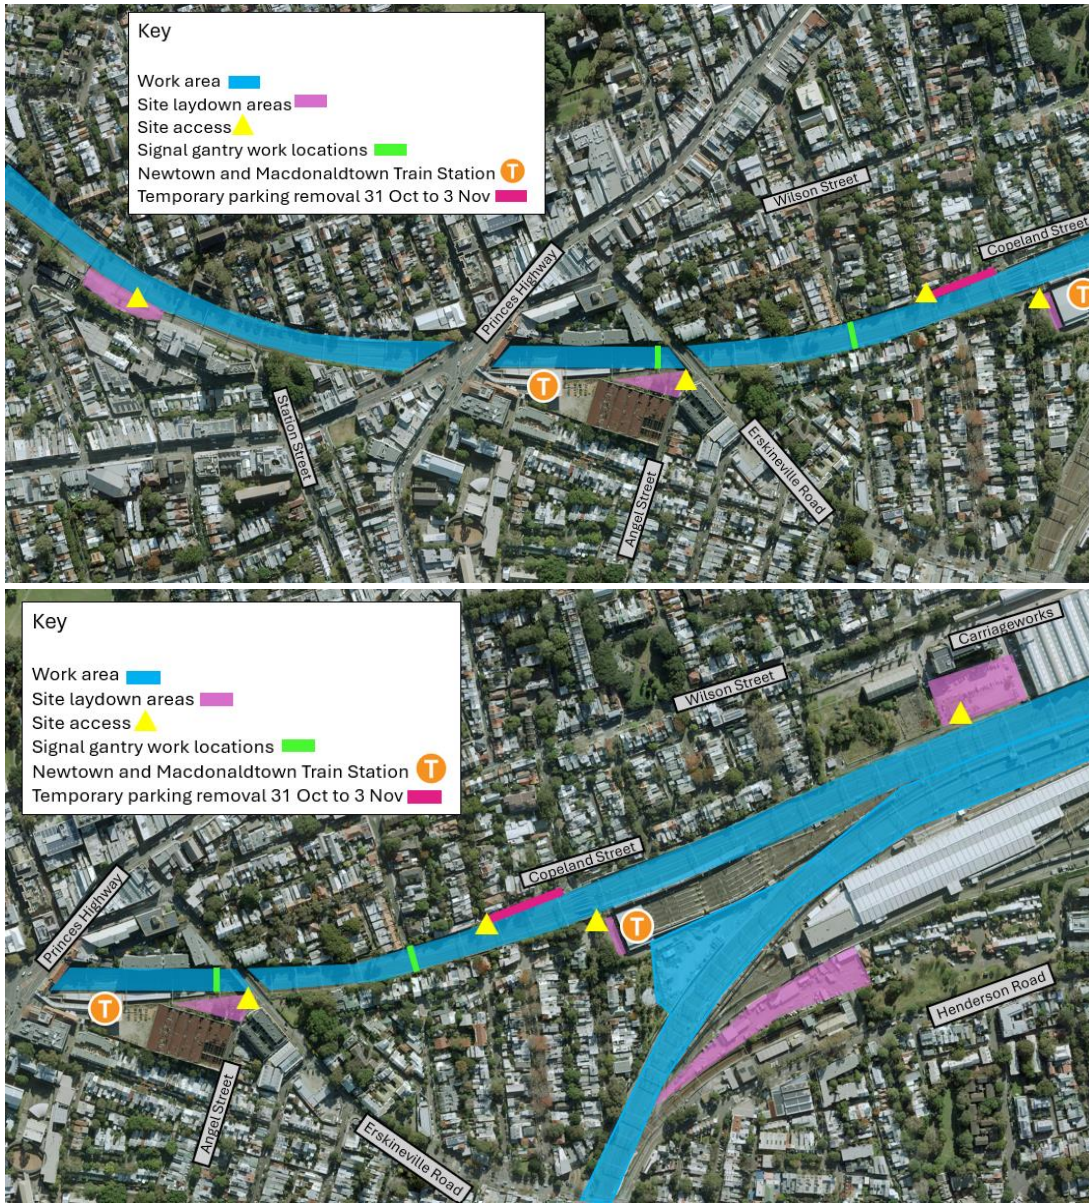 Key
Work area
Site laydown areas
Site access
Signal gantry work locations
Newtown and Macdonaldtown Train Station T
Temporary parking removal 31 Oct to 3 Nov
Wilson Street
Copeland Street
Princes Highway
T
T
Station Street
Angel Street
Erskineville Road
Key
Work area
Site laydown areas
Site access
Signal gantry work locations
Newtown and Macdonaldtown Train Station T
Temporary parking removal 31 Oct to 3 Nov
Carriageworks
Wilson Street
Copeland Street
Princes Highway
T
T
Henderson Road
Angel Street
Erskineville Road